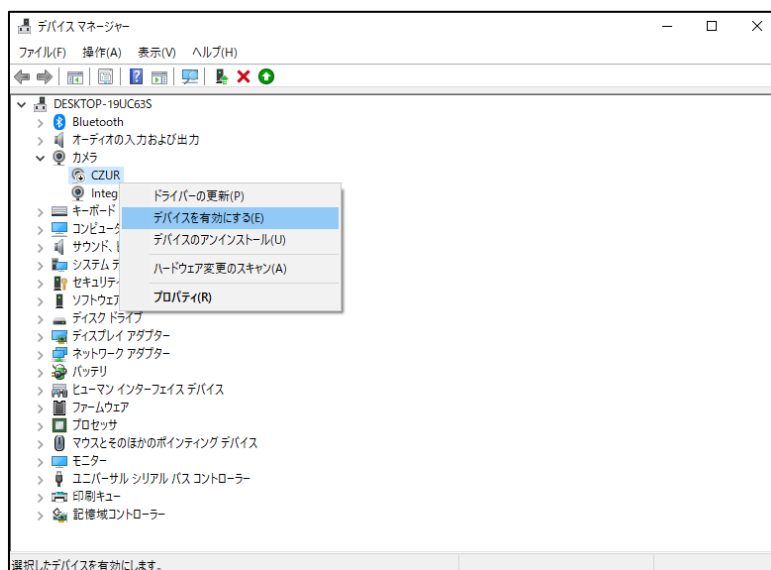 デバイス マネージャー
ファイル(F) 操作(A) 表示(V) ヘルプ(H)
DESKTOP-19UC63S
Bluetooth
オーディオの入力および出力
カメラ
CZUR
Integ
ドライバーの更新(P)
デバイスを有効にする(E)
デバイスのアンインストール(U)
ハードウェア変更のスキャン(A)
プロパティ(R)
キーボード
コンピュータ
サウンド、
システム デ
セキュリティ
ソフトウェア
ディスク ドライブ
ディスプレイ アダプター
ネットワーク アダプター
バッテリ
ヒューマン インターフェイス デバイス
ファームウェア
プロセッサ
マウスとそのほかのポインティング デバイス
モニター
ユニバーサル シリアル バス コントローラー
印刷キュー
記憶域コントローラー
選択したデバイスを有効にします。